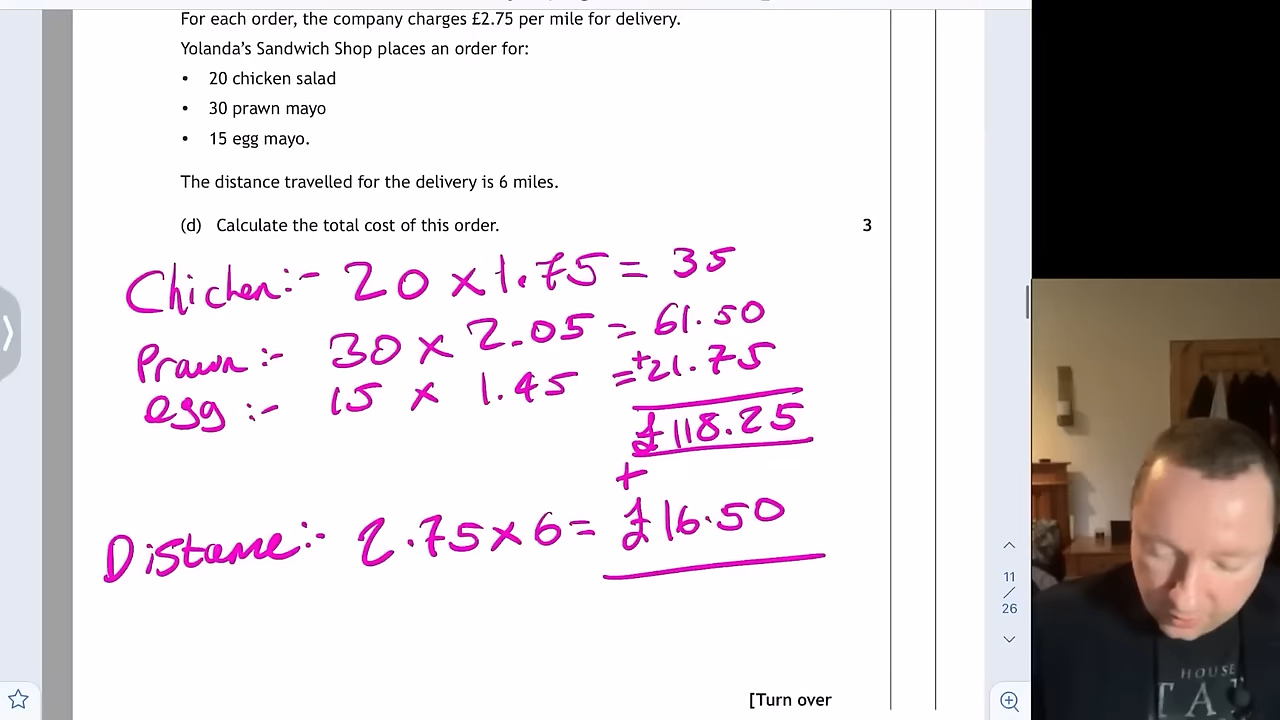 For each order, the company charges £2.75 per mile for delivery.
Yolanda's Sandwich Shop places an order for:
• 20 chicken salad
• 30 prawn mayo
• 15 egg mayo.
The distance travelled for the delivery is 6 miles.
(d) Calculate the total cost of this order. 3
Chicken:- 20 × 1.75 = 35
Prawn:- 30 × 2.05 = 61.50
egg:- 15 × 1.45 = +21.75
£118.25
+
Distance:- 2.75 × 6 = £16.50
11
/
26
[Turn over
HOUSE